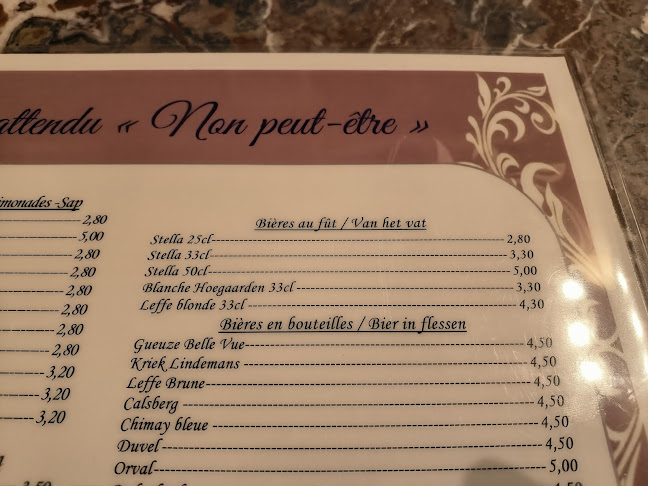 attendu « Non peut-être »
imonades -Sap
2,80
5,00
2,80
2,80
2,80
2,80
2,80
2,80
3,20
3,20
3,20
Bières au fût / Van het vat
Stella 25cl 2,80
Stella 33cl 3,30
Stella 50cl 5,00
Blanche Hoegaarden 33cl 3,30
Leffe blonde 33cl 4,30
Bières en bouteilles / Bier in flessen
Gueuze Belle Vue 4,50
Kriek Lindemans 4,50
Leffe Brune 4,50
Calsberg 4,50
Chimay bleue 4,50
Duvel 4,50
Orval 5,00